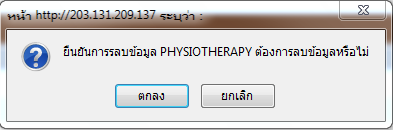 หน้า http://203.131.209.137 ระบุว่า :
ยืนยันการรลบข้อมูล PHYSIOTHERAPY ต้องการลบข้อมูลหรือไม่
ตกลง
ยกเลิก